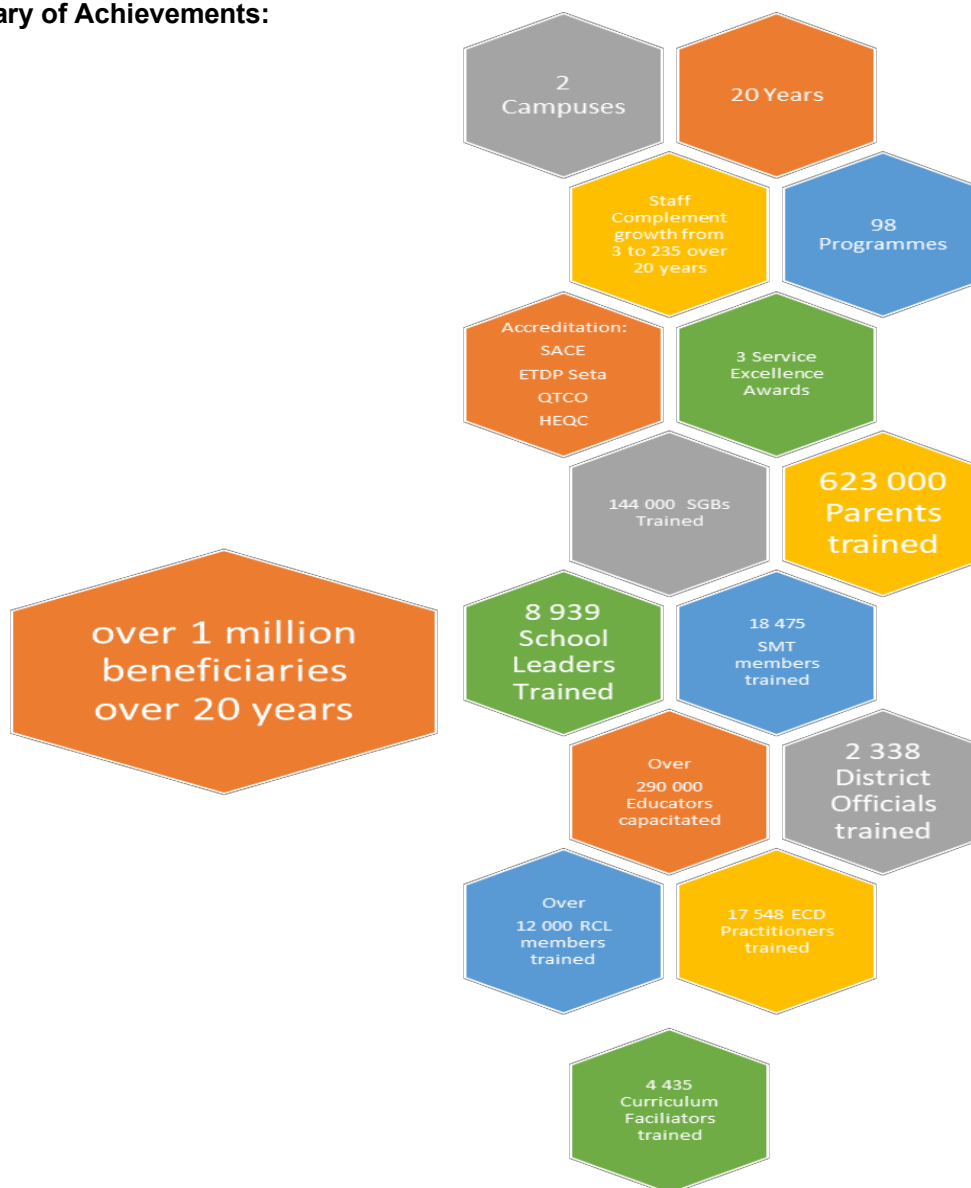 ary of Achievements:
2
Campuses
20 Years
Staff
Complement
growth from
3 to 235 over
20 years
98
Programmes
Accreditation:
SACE
ETDP Seta
QTCO
HEQC
3 Service
Excellence
Awards
144 000 SGBs
Trained
623 000
Parents
trained
over 1 million
beneficiaries
over 20 years
8 939
School
Leaders
Trained
18 475
SMT
members
trained
Over
290 000
Educators
capacitated
2 338
District
Officials
trained
Over
12 000 RCL
members
trained
17 548 ECD
Practitioners
trained
4 435
Curriculum
Faciliators
trained